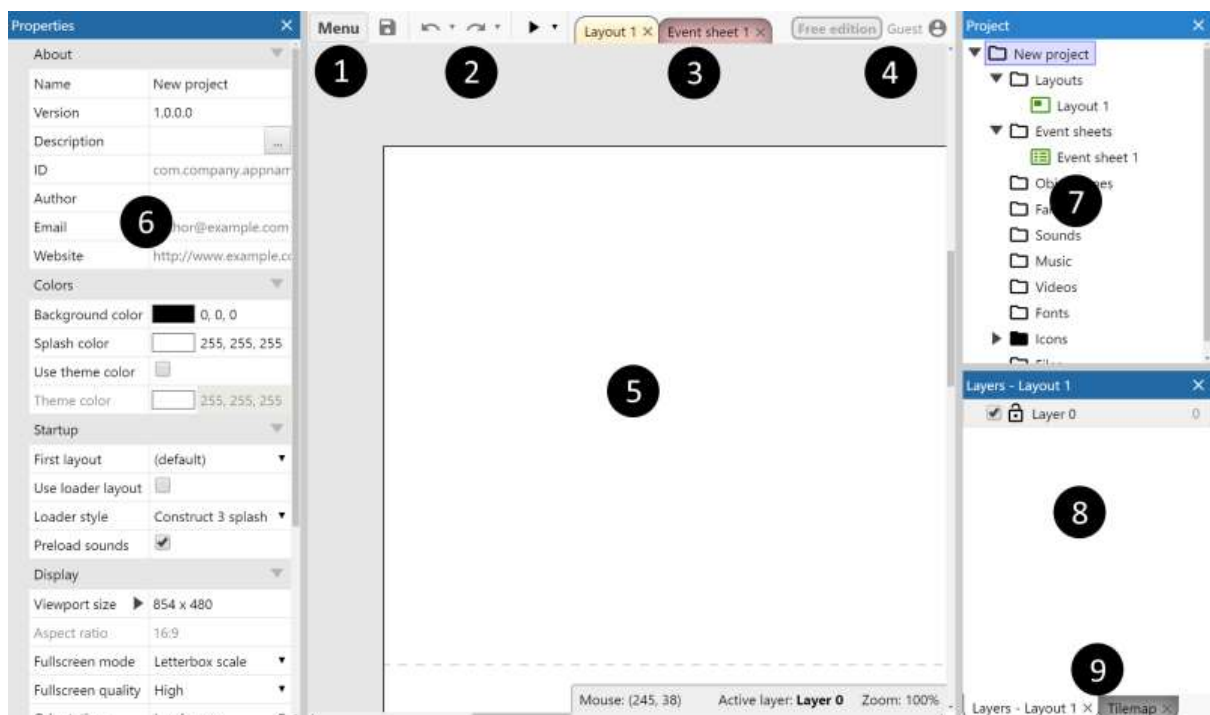 Properties
About
Name New project
Version 1.0.0.0
Description ...
ID com.company.appnam
Author
Email hor@example.com
Website http://www.example.co
6
Colors
Background color 0, 0, 0
Splash color 255, 255, 255
Use theme color
Theme color 255, 255, 255
Startup
First layout (default)
Use loader layout
Loader style Construct 3 splash
Preload sounds
Display
Viewport size 854 x 480
Aspect ratio 16:9
Fullscreen mode Letterbox scale
Fullscreen quality High
Menu Layout 1 Event sheet 1 Free edition Guest
1 2 3 4
5
Mouse: (245, 38) Active layer: Layer 0 Zoom: 100%
Project
New project
Layouts
Layout 1
Event sheets
Event sheet 1
7
Sounds
Music
Videos
Fonts
Icons
Layers - Layout 1
Layer 0 0
8
9
Layers - Layout 1 Tilemap